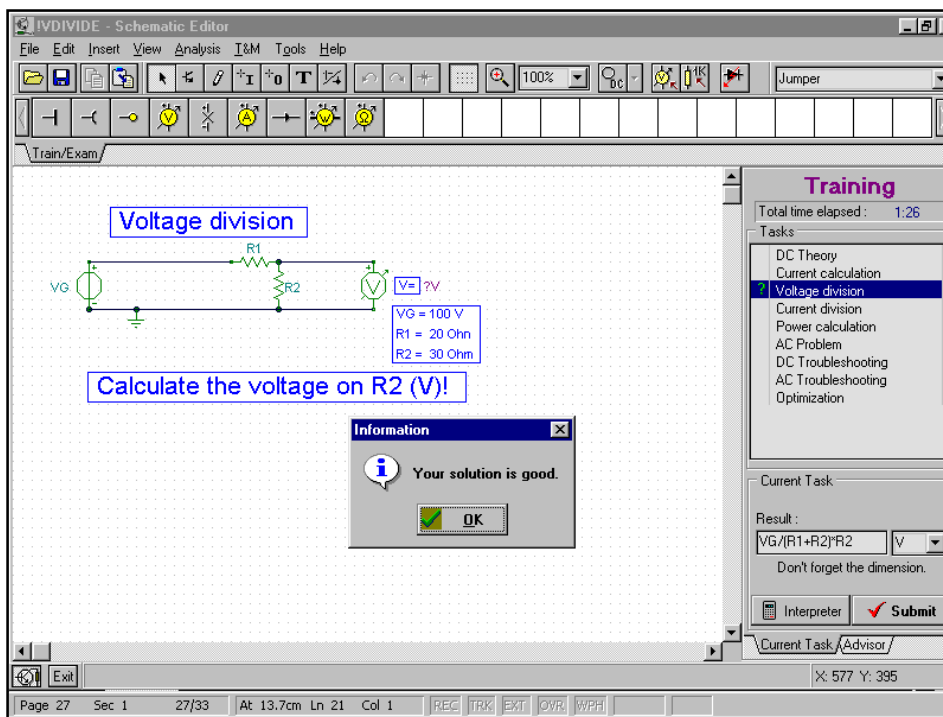 !VDIVIDE - Schematic Editor
File Edit Insert View Analysis T&M Tools Help
I 0 T 100% DC 1K Jumper
V A W Ω
Train/Exam
Training
Total time elapsed : 1:26
Tasks
DC Theory
Current calculation
? Voltage division
Current division
Power calculation
AC Problem
DC Troubleshooting
AC Troubleshooting
Optimization
Voltage division
R1
VG
R2
V
V= ?V
VG = 100 V
R1 = 20 Ohn
R2 = 30 Ohm
Calculate the voltage on R2 (V)!
Information
Your solution is good.
OK
Current Task
Result :
VG/(R1+R2)*R2 V
Don't forget the dimension.
Interpreter Submit
Current Task Advisor
Exit X: 577 Y: 395
Page 27 Sec 1 27/33 At 13.7cm Ln 21 Col 1 REC TRK EXT OVR WPH